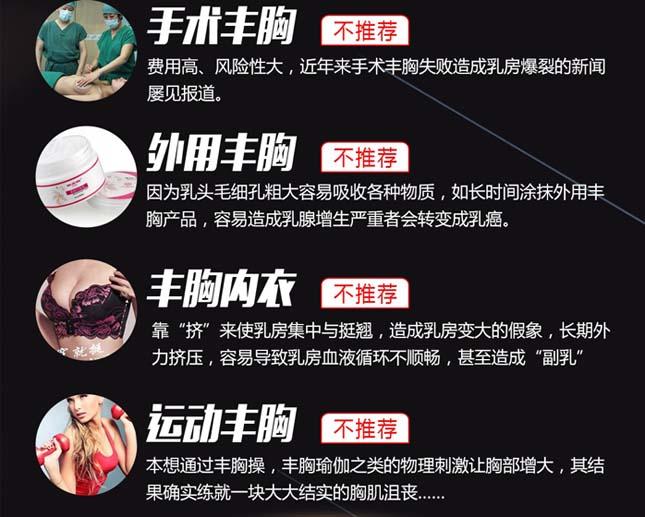 手术丰胸 不推荐
费用高、风险性大，近年来手术丰胸失败造成乳房爆裂的新闻
屡见报道。
外用丰胸 不推荐
因为乳头毛细孔粗大容易吸收各种物质，如长时间涂抹外用丰
胸产品，容易造成乳腺增生严重者会转变成乳癌。
丰胸内衣 不推荐
靠“挤”来使乳房集中与挺翘，造成乳房变大的假象，长期外
力挤压，容易导致乳房血液循环不顺畅，甚至造成“副乳”
就挺
运动丰胸 不推荐
本想通过丰胸操，丰胸瑜伽之类的物理刺激让胸部增大，其结
果确实练就一块大大结实的胸肌沮丧......